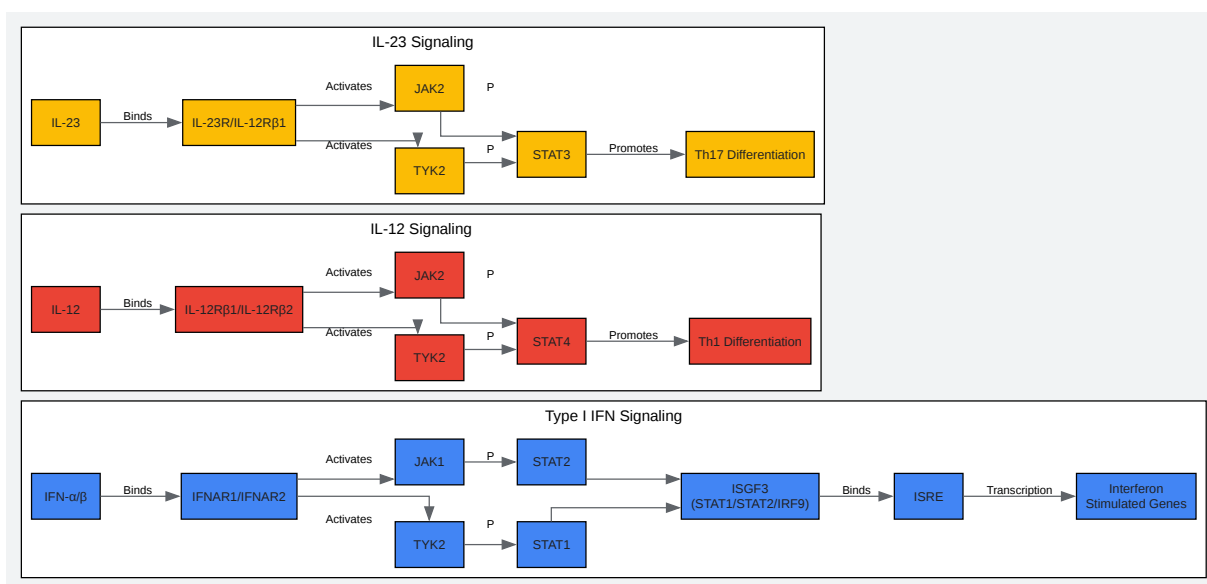 IL-23 Signaling
IL-23
Binds
IL-23R/IL-12Rβ1
Activates
JAK2
P
Activates
TYK2
P
STAT3
Promotes
Th17 Differentiation
IL-12 Signaling
IL-12
Binds
IL-12Rβ1/IL-12Rβ2
Activates
JAK2
P
Activates
TYK2
P
STAT4
Promotes
Th1 Differentiation
Type I IFN Signaling
IFN-α/β
Binds
IFNAR1/IFNAR2
Activates
JAK1
P
STAT2
Activates
TYK2
P
STAT1
ISGF3
(STAT1/STAT2/IRF9)
Binds
ISRE
Transcription
Interferon
Stimulated Genes